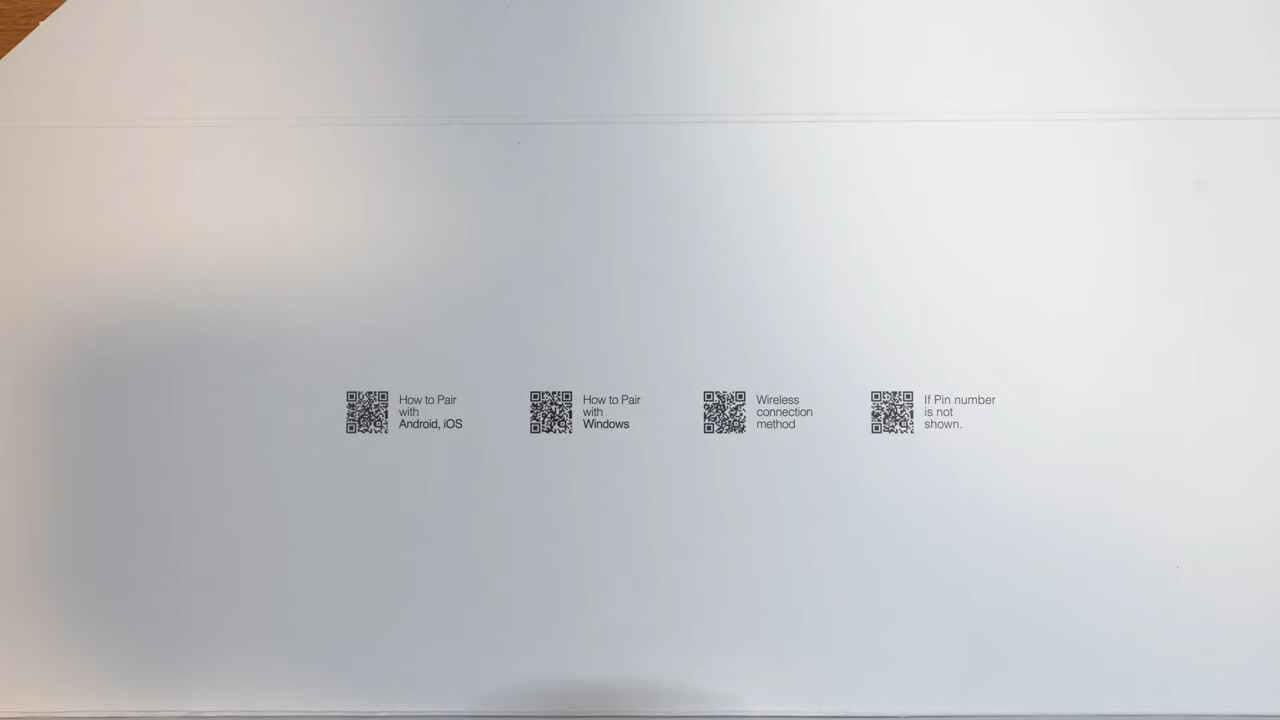 How to Pair
with
Android, iOS
How to Pair
with
Windows
Wireless
connection
method
If Pin number
is not
shown.